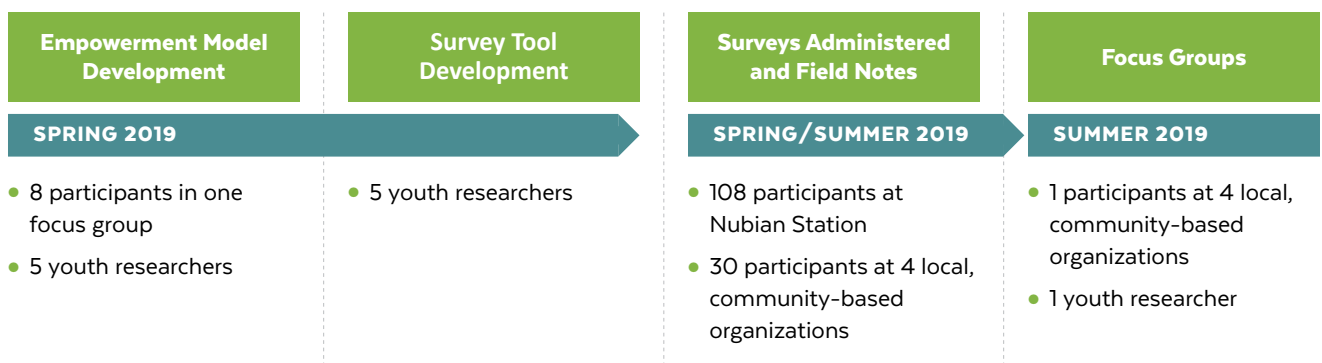 Empowerment Model
Development
Survey Tool
Development
Surveys Administered
and Field Notes
Focus Groups
SPRING 2019
SPRING/SUMMER 2019
SUMMER 2019
• 8 participants in one
focus group
• 5 youth researchers
• 5 youth researchers
• 108 participants at
Nubian Station
• 30 participants at 4 local,
community-based
organizations
• 1 participants at 4 local,
community-based
organizations
• 1 youth researcher